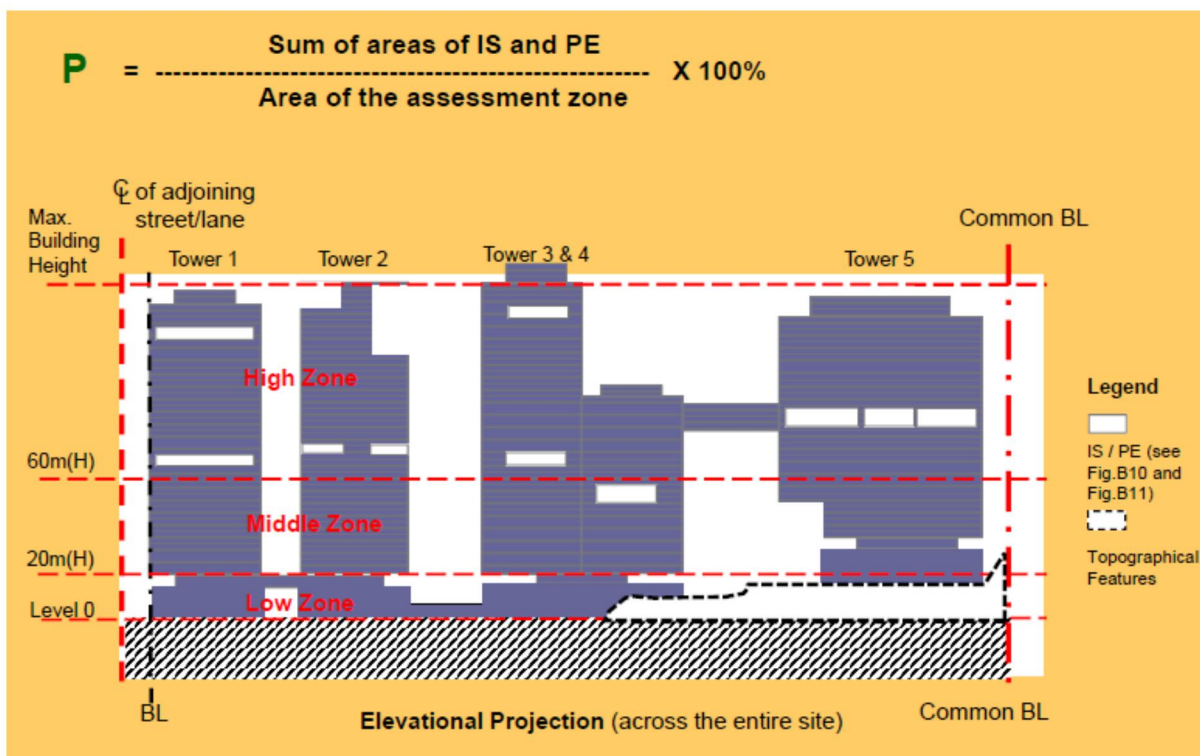 Sum of areas of IS and PE
P = ------------------------------------------------------- X 100%
Area of the assessment zone
℄ of adjoining
street/lane
Max.
Building
Height
Common BL
Tower 1
Tower 2
Tower 3 & 4
Tower 5
High Zone
Legend
IS / PE (see
Fig.B10 and
Fig.B11)
60m(H)
Middle Zone
20m(H)
Topographical
Features
Level 0
Low Zone
BL
Elevational Projection (across the entire site)
Common BL